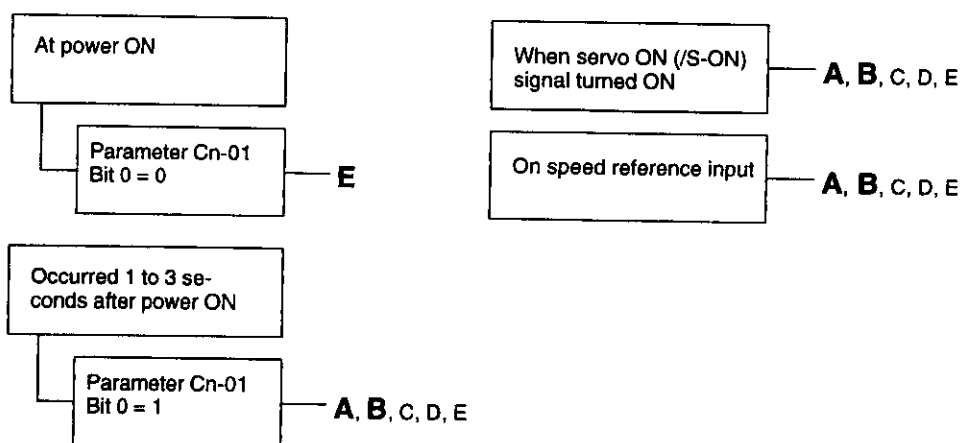 At power ON
Parameter Cn-01
Bit 0 = 0
E
Occurred 1 to 3 se-
conds after power ON
Parameter Cn-01
Bit 0 = 1
A, B, C, D, E
When servo ON (/S-ON)
signal turned ON
A, B, C, D, E
On speed reference input
A, B, C, D, E